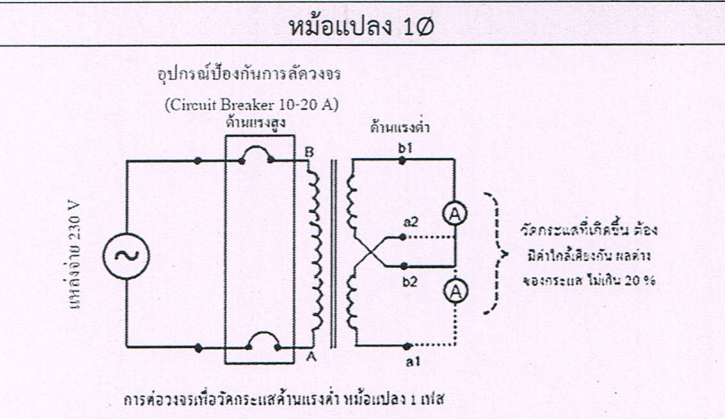 หม้อแปลง 1Ø
อุปกรณ์ป้องกันการลัดวงจร
(Circuit Breaker 10-20 A)
ด้านแรงสูง
ด้านแรงต่ำ
b1
B
A
a2
วัดกระแสที่เกิดขึ้น ต้อง
มีค่าใกล้เคียงกัน ผลต่าง
ของกระแส ไม่เกิน 20 %
แหล่งจ่าย 230 V
~
b2
A
A
a1
การต่อวงจรเพื่อวัดกระแสด้านแรงต่ำ หม้อแปลง 1 เฟส